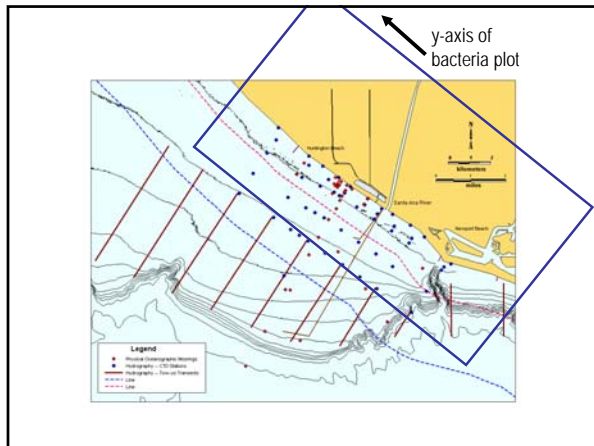 y-axis of
bacteria plot
Huntington Beach
N
kilometers
miles
Santa Ana River
Newport Beach
Legend
Physical Oceanographic Moorings
Hydrography -- CTD Stations
Hydrography -- Tow-yo Transects
Line
Line